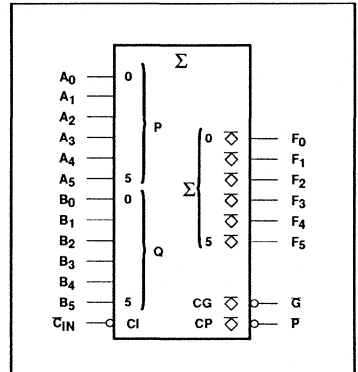 Σ
A0 0
A1
A2
A3 P 0 F0
A4 F1
A5 5 F2
B0 0 Σ F3
B1 F4
B2 5 F5
B3 Q
B4
B5 5 CG G̅
C̅IN CI CP P̅